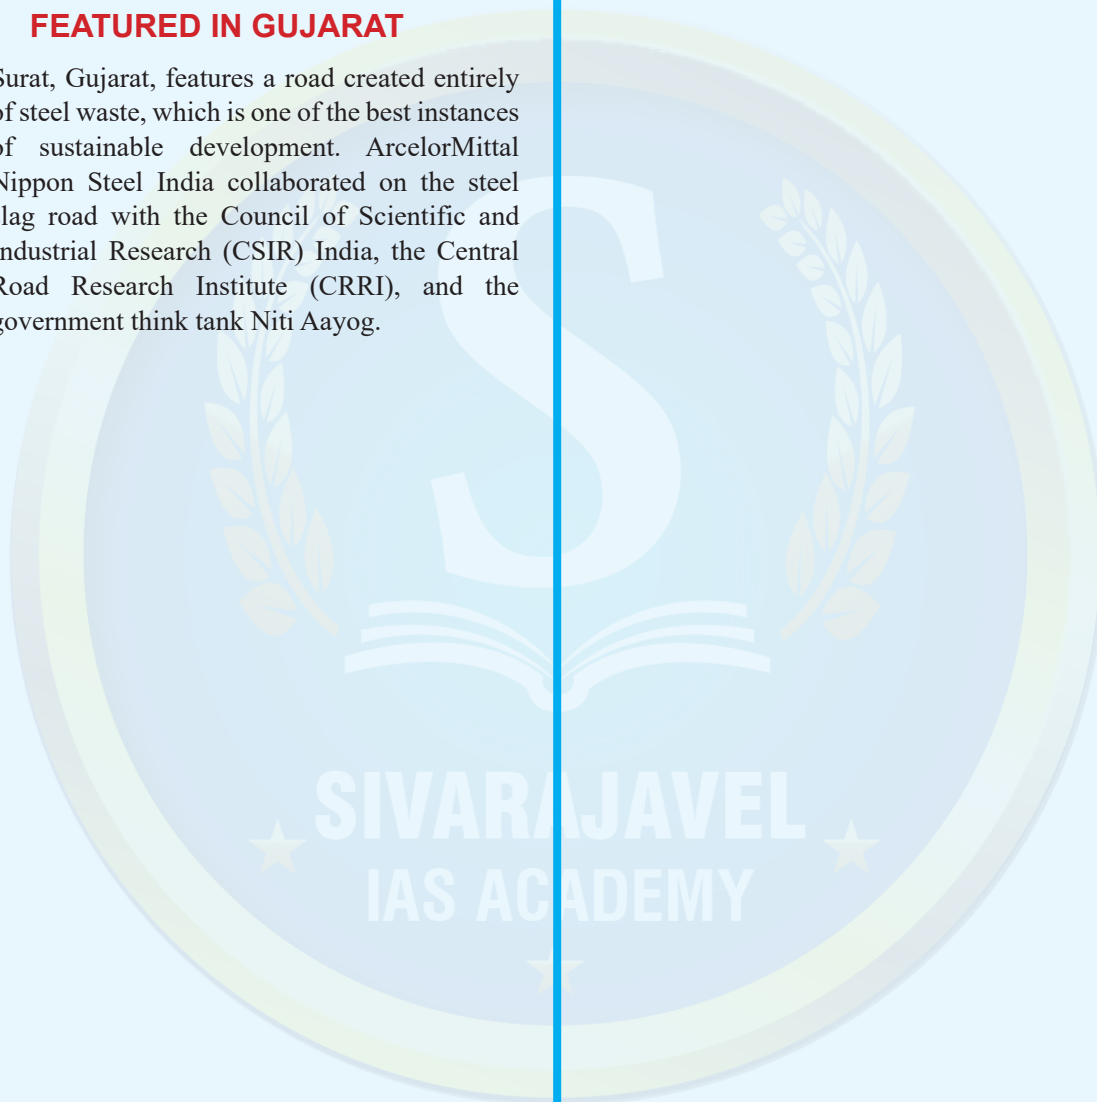 FEATURED IN GUJARAT
Surat, Gujarat, features a road created entirely
of steel waste, which is one of the best instances
of sustainable development. ArcelorMittal
Nippon Steel India collaborated on the steel
slag road with the Council of Scientific and
Industrial Research (CSIR) India, the Central
Road Research Institute (CRRI), and the
government think tank Niti Aayog.
S
SIVARAJAVEL
IAS ACADEMY